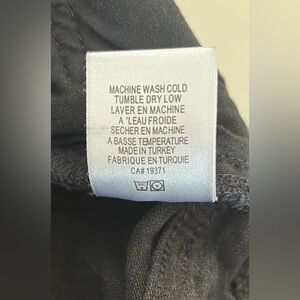 MACHINE WASH COLD
TUMBLE DRY LOW
LAVER EN MACHINE
A 'LEAU FROIDE
SECHER EN MACHINE
A BASSE TEMPERATURE
MADE IN TURKEY
FABRIQUE EN TURQUIE
CA# 19371